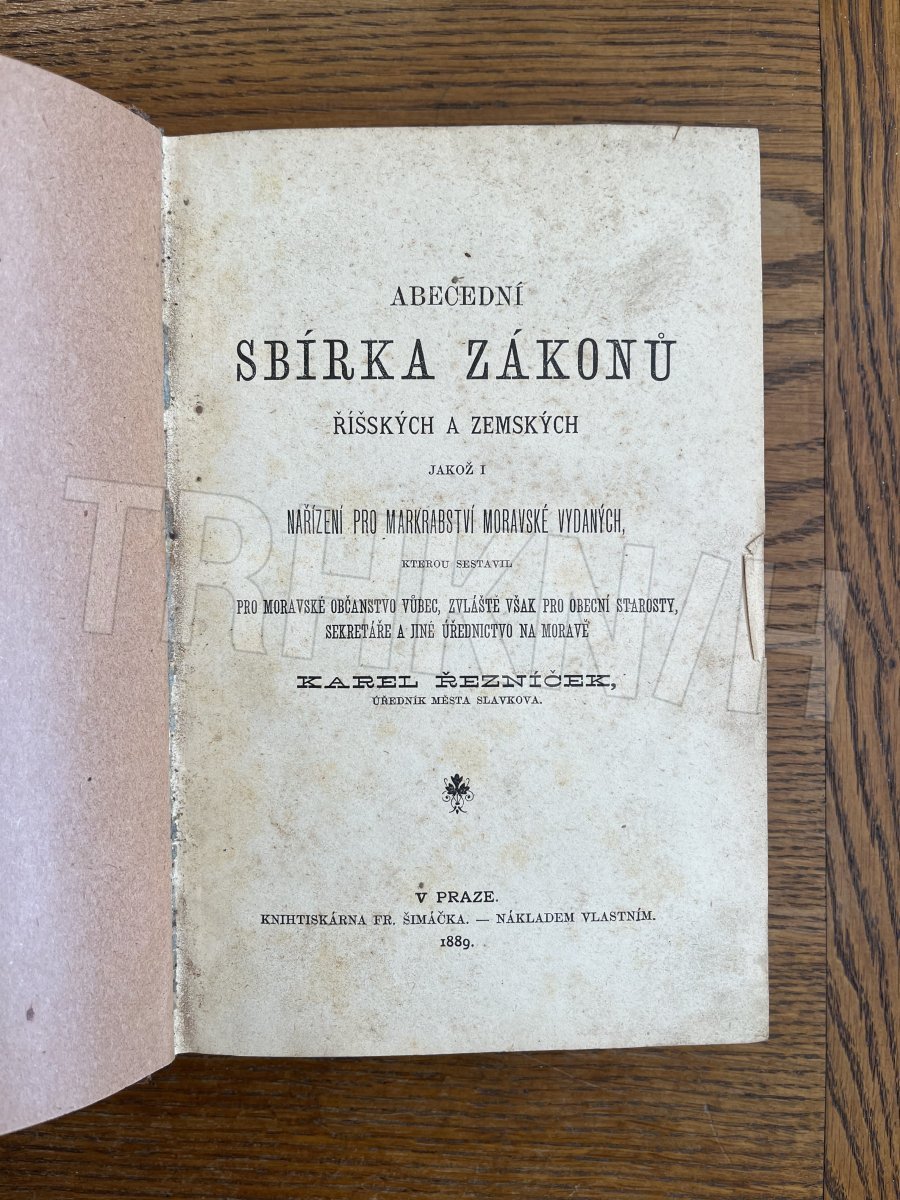 ABECEDNÍ
SBÍRKA ZÁKONŮ
ŘÍŠSKÝCH A ZEMSKÝCH
JAKOŽ I
NAŘÍZENÍ PRO MARKRABSTVÍ MORAVSKÉ VYDANÝCH,
KTEROU SESTAVIL
PRO MORAVSKÉ OBČANSTVO VŮBEC, ZVLÁŠTĚ VŠAK PRO OBECNÍ STAROSTY,
SEKRETÁŘE A JINÉ ÚŘEDNICTVO NA MORAVĚ
KAREL ŘEZNÍČEK,
ÚŘEDNÍK MĚSTA SLAVKOVA.
V PRAZE.
KNIHTISKÁRNA FR. ŠIMÁČKA. — NÁKLADEM VLASTNÍM.
1889.
TRHKNIH